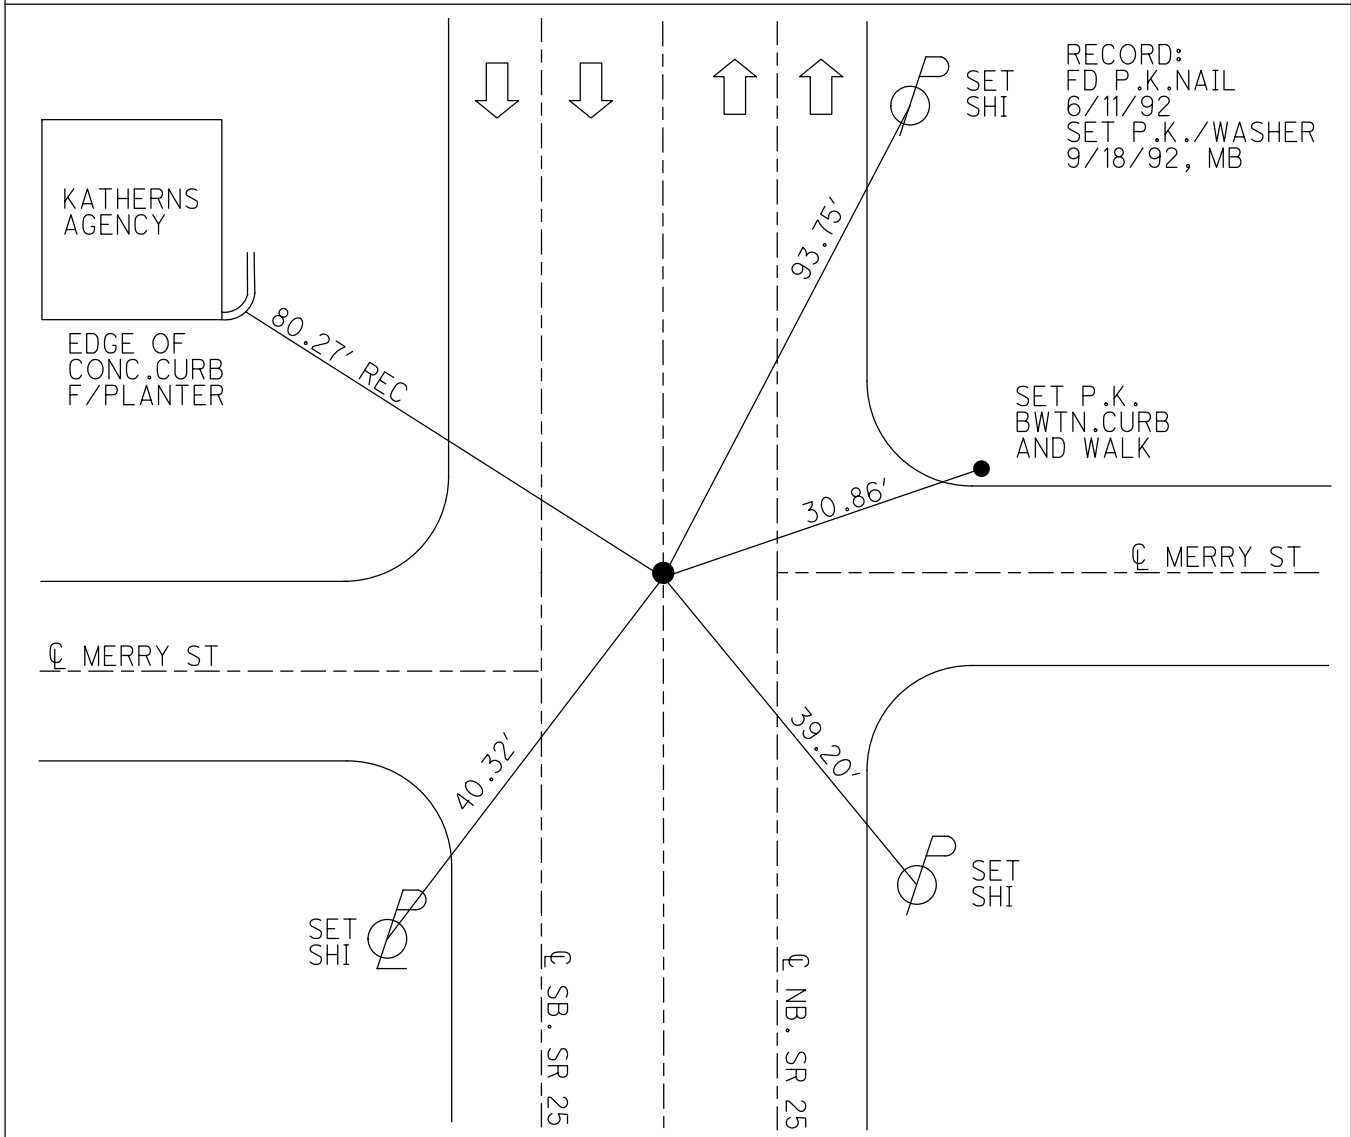 SET
SHI
RECORD:
FD P.K.NAIL
6/11/92
SET P.K./WASHER
9/18/92, MB
KATHERNS
AGENCY
93.75'
80.27' REC
EDGE OF
CONC.CURB
F/PLANTER
SET P.K.
BWTN.CURB
AND WALK
30.86'
℄ MERRY ST
℄ MERRY ST
40.32'
39.20'
SET
SHI
SET
SHI
℄ SB. SR 25
℄ NB. SR 25